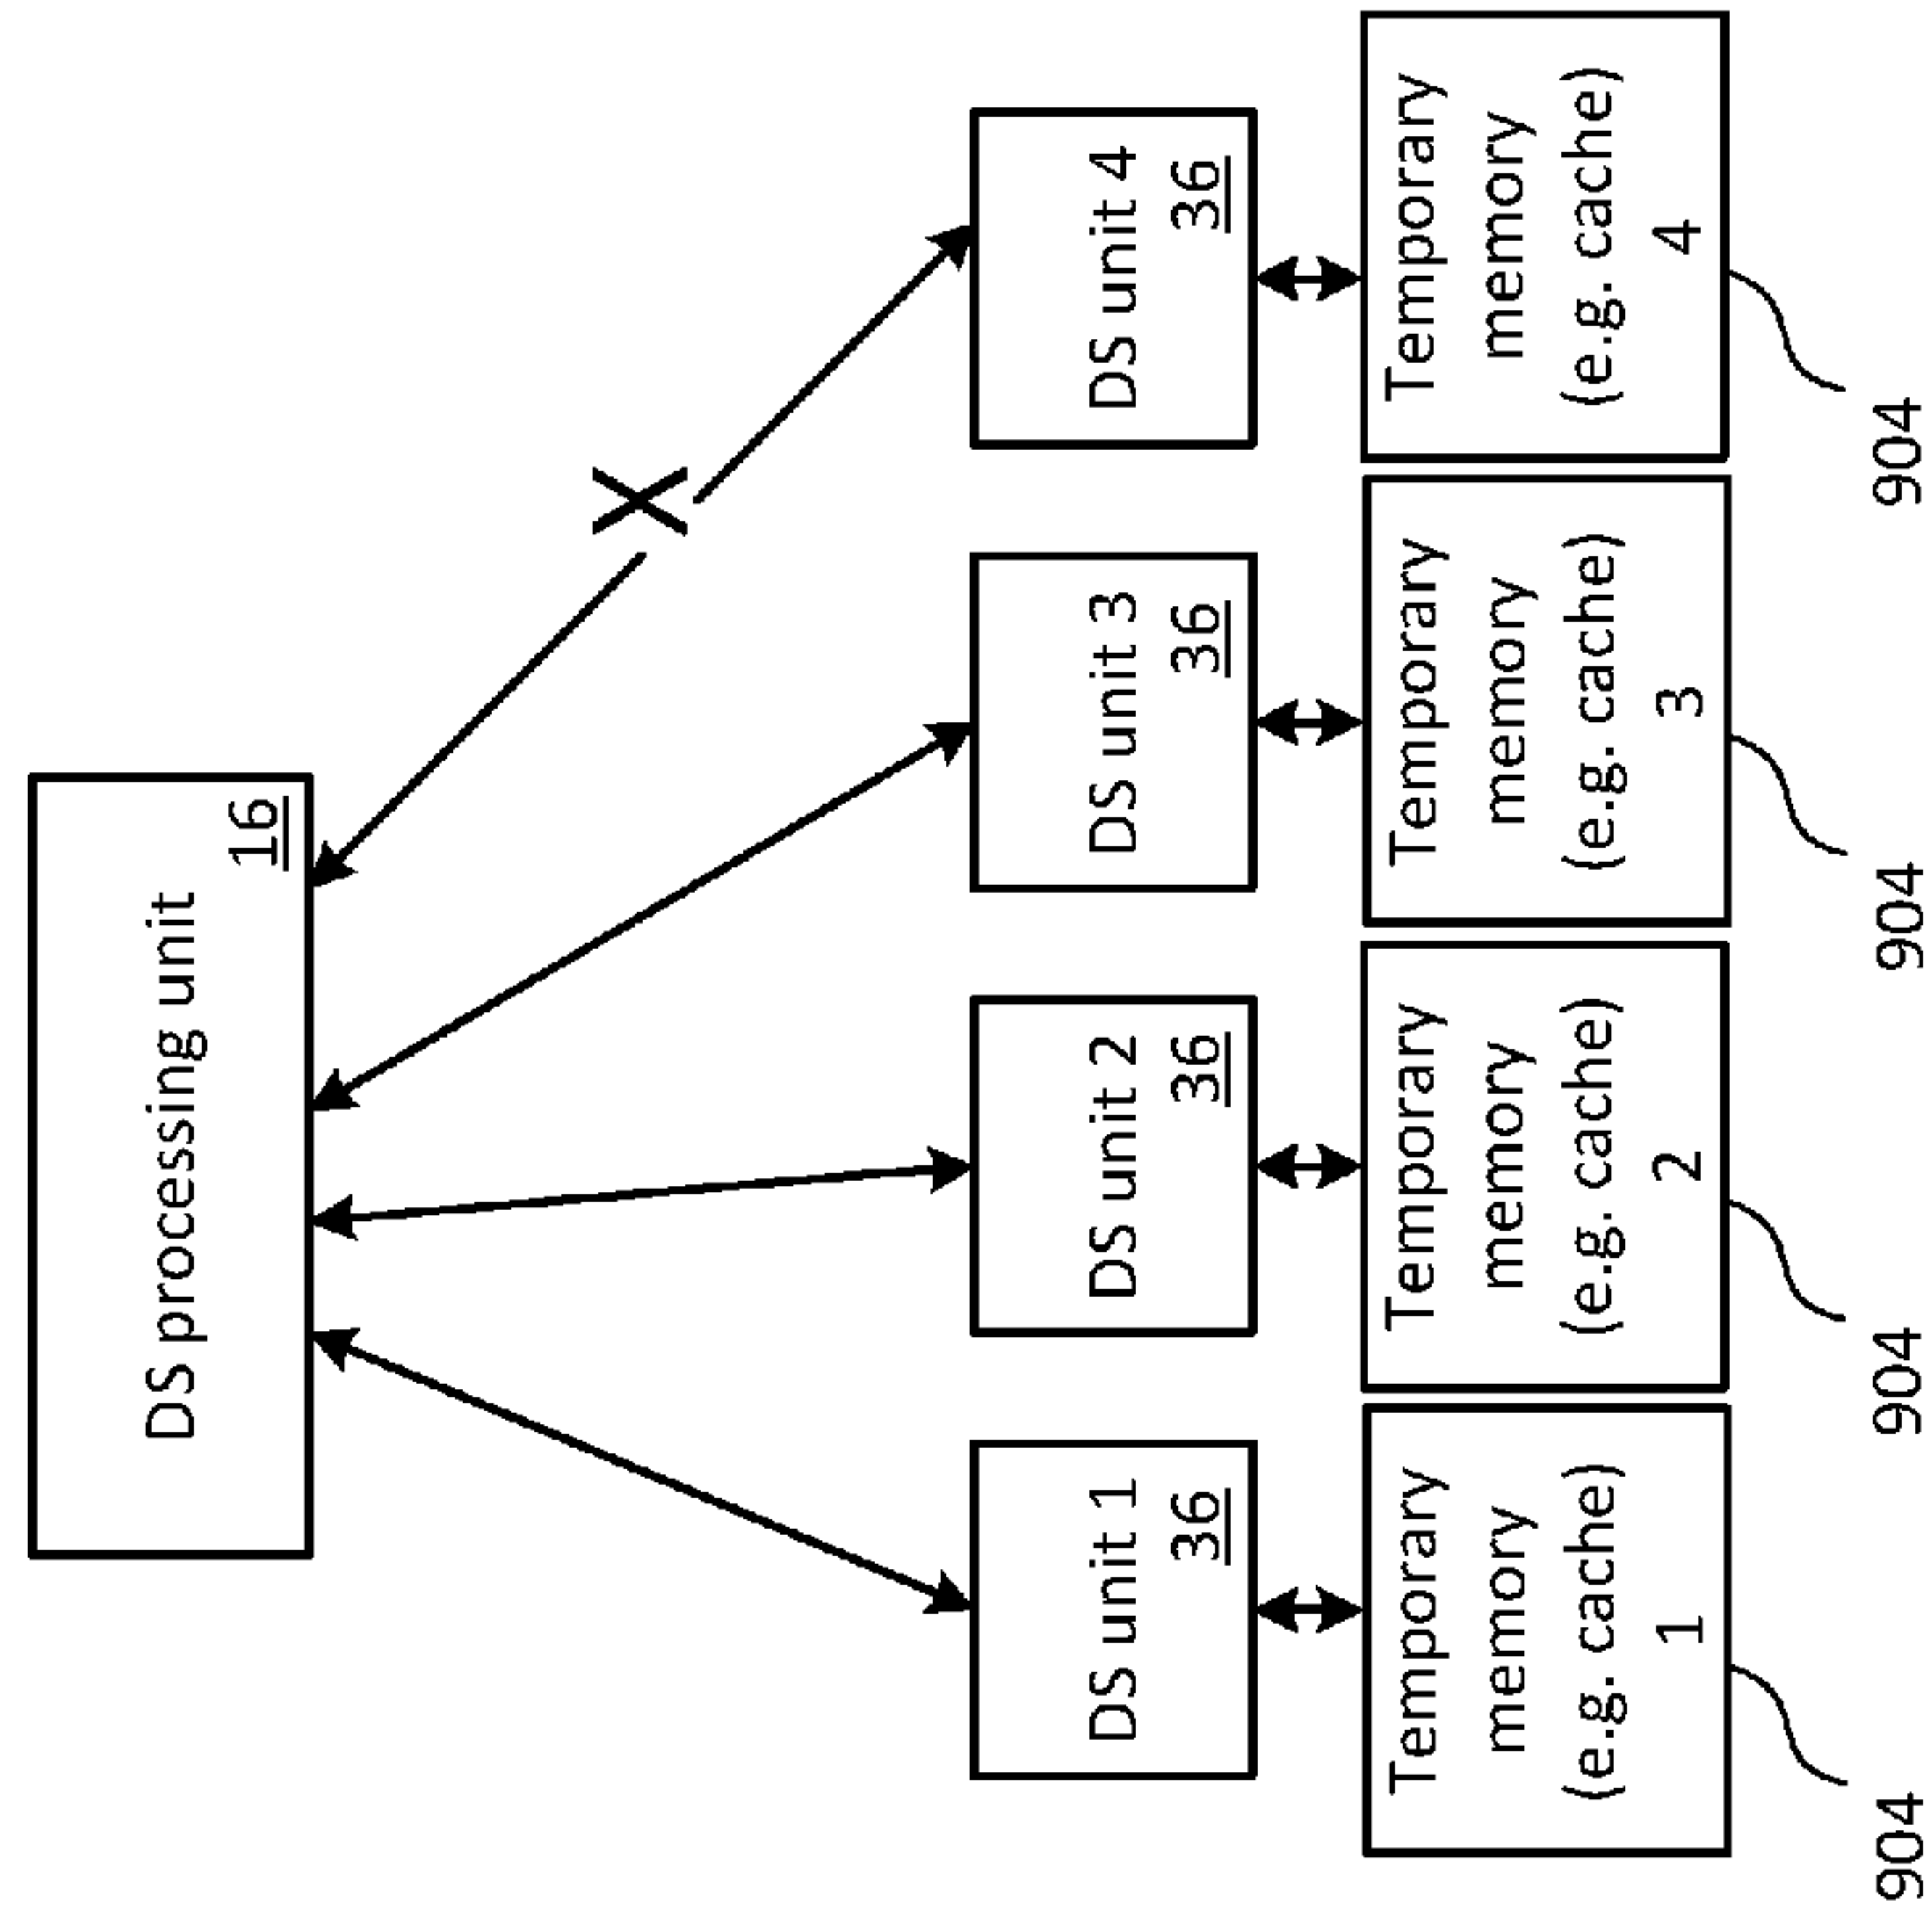 DS processing unit
16
X
DS unit 1
36
DS unit 2
36
DS unit 3
36
DS unit 4
36
Temporary
memory
(e.g. cache)
1
Temporary
memory
(e.g. cache)
2
Temporary
memory
(e.g. cache)
3
Temporary
memory
(e.g. cache)
4
904
904
904
904